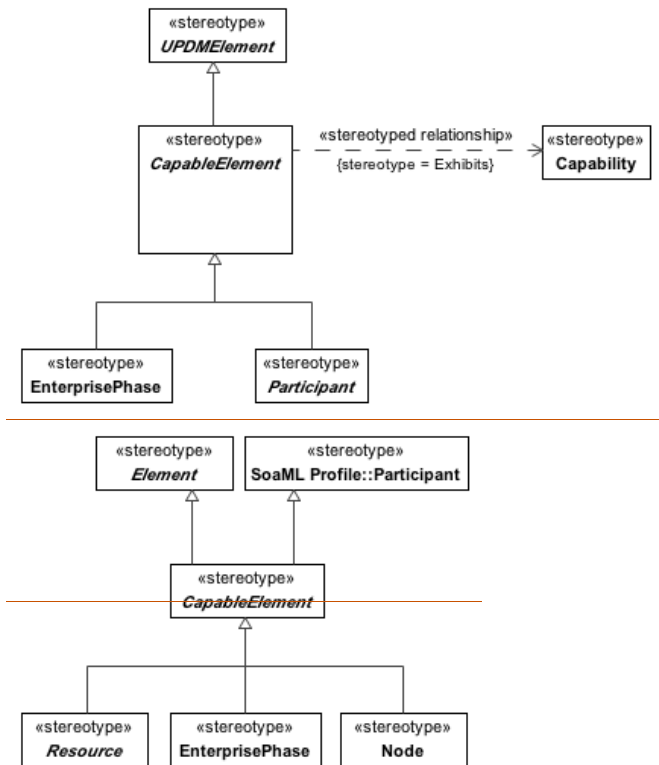 «stereotype»
UPDMElement
«stereotype»
CapableElement
«stereotyped relationship»
{stereotype = Exhibits}
«stereotype»
Capability
«stereotype»
EnterprisePhase
«stereotype»
Participant
«stereotype»
Element
«stereotype»
SoaML Profile::Participant
«stereotype»
CapableElement
«stereotype»
Resource
«stereotype»
EnterprisePhase
«stereotype»
Node